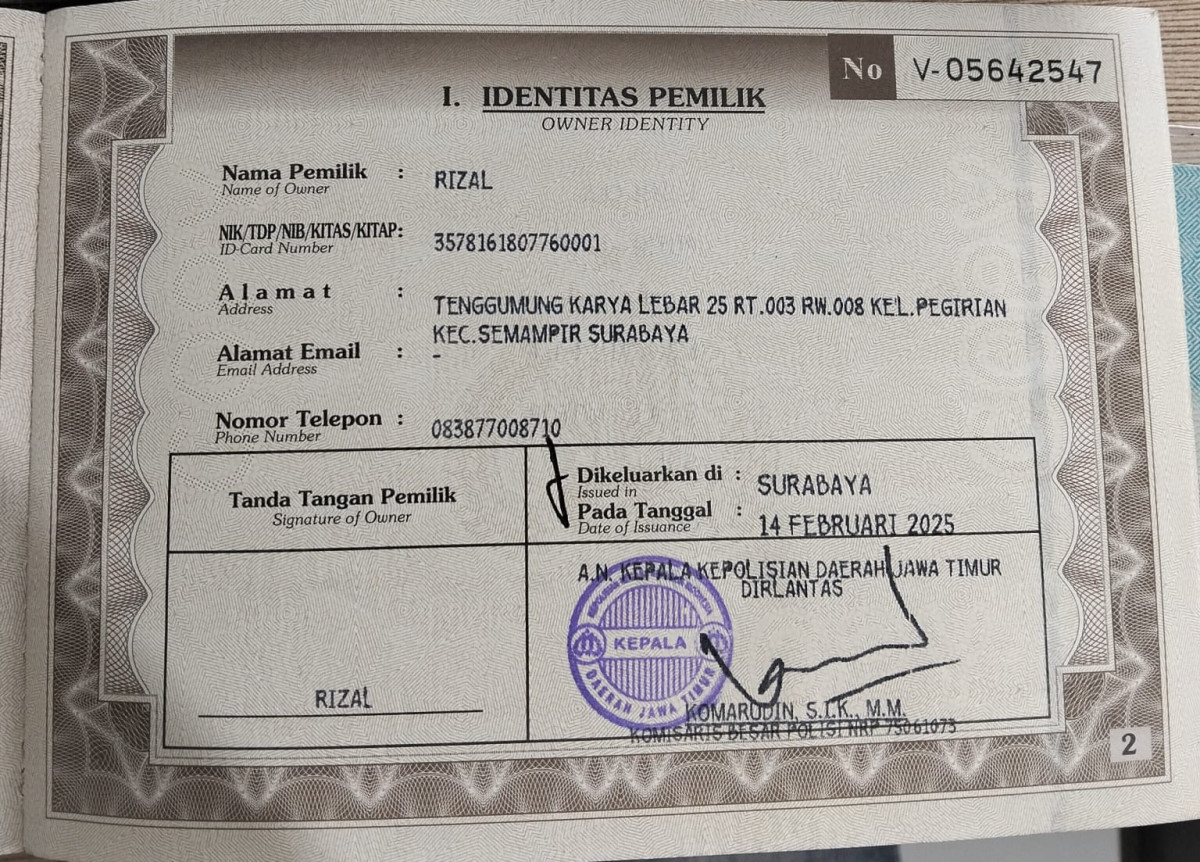 No V-05642547
I. IDENTITAS PEMILIK
OWNER IDENTITY
Nama Pemilik : RIZAL
Name of Owner
NIK/TDP/NIB/KITAS/KITAP: 3578161807760001
ID-Card Number
Alamat : TENGGUMUNG KARYA LEBAR 25 RT.003 RW.008 KEL.PEGIRIAN
Address
KEC.SEMAMPIR SURABAYA
Alamat Email : -
Email Address
Nomor Telepon : 083877008710
Phone Number
Tanda Tangan Pemilik
Signature of Owner
RIZAL
Dikeluarkan di : SURABAYA
Issued in
Pada Tanggal : 14 FEBRUARI 2025
Date of Issuance
A.N. KEPALA KEPOLISIAN DAERAH JAWA TIMUR
DIRLANTAS
KEPALA
DAERAH JAWA TIMUR
KOMARUDIN, S.I.K., M.M.
KOMISARIS BESAR POLISI NRP 75061073
2